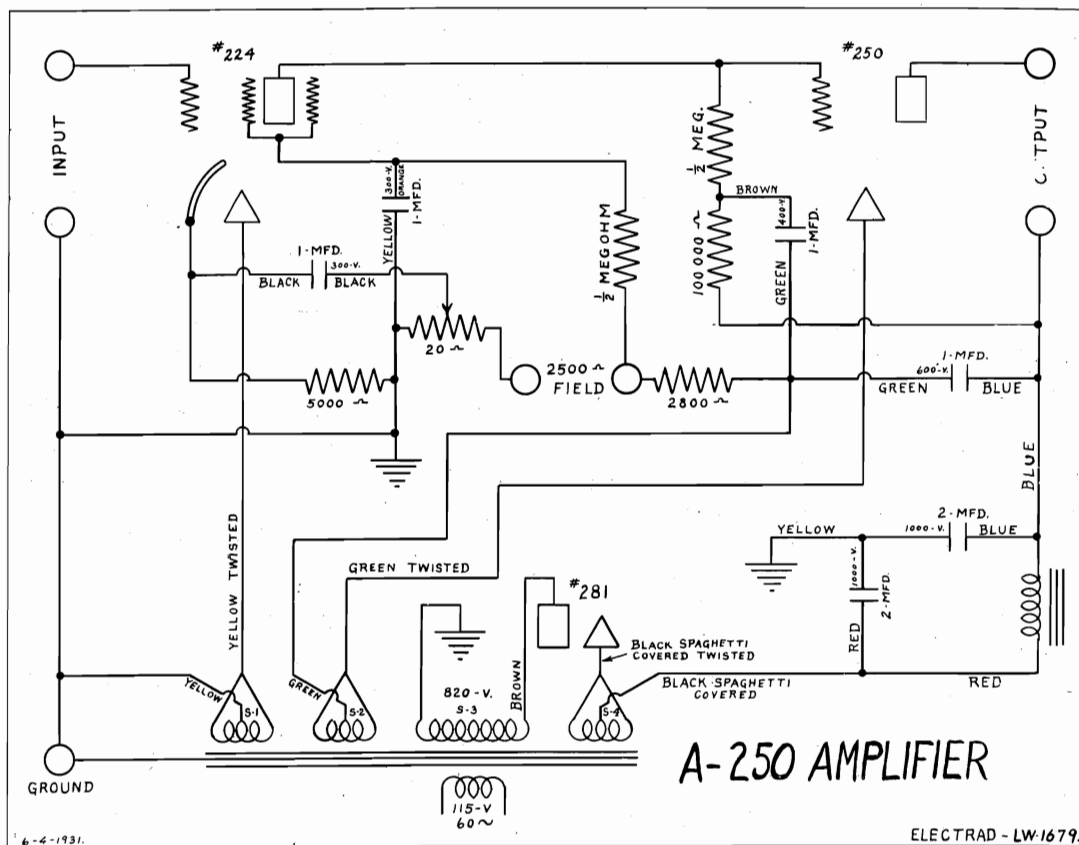 #224
#250
INPUT
C. TPUT
½ MEG.
BROWN
300-V.
ORANGE
1-MFD.
YELLOW
½ MEGOHM
100000 Ω
400-V.
1-MFD.
GREEN
1-MFD.
300-V.
BLACK
BLACK
20 Ω
5000 Ω
2500 Ω
FIELD
2800 Ω
1-MFD.
600-V.
GREEN
BLUE
BLUE
YELLOW
2-MFD.
1000-V.
BLUE
1000-V.
2-MFD.
RED
YELLOW TWISTED
GREEN TWISTED
#281
BLACK SPAGHETTI
COVERED TWISTED
BLACK SPAGHETTI
COVERED
RED
YELLOW
S-1
GREEN
S-2
820-V.
S-3
BROWN
S-4
GROUND
115-V
60~
A-250 AMPLIFIER
6-4-1931.
ELECTRAD - LW-1679.